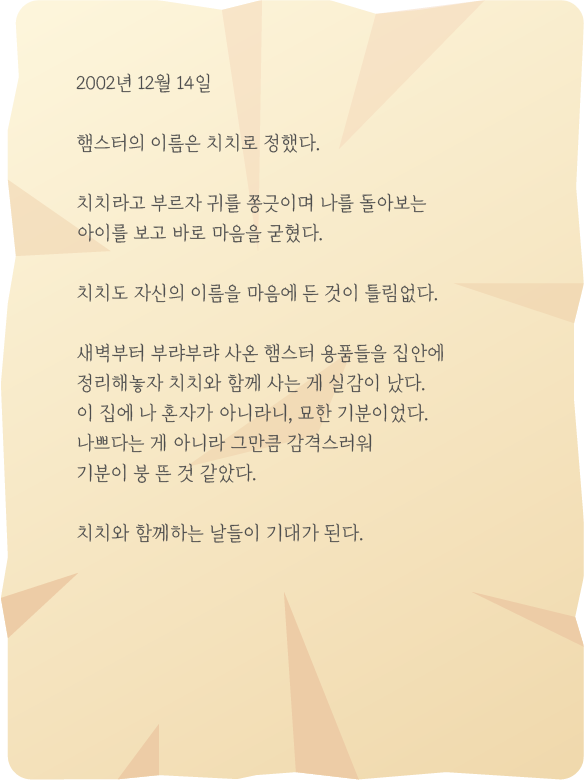 2002년 12월 14일
햄스터의 이름은 치치로 정했다.
치치라고 부르자 귀를 쫑긋이며 나를 돌아보는
아이를 보고 바로 마음을 굳혔다.
치치도 자신의 이름을 마음에 든 것이 틀림없다.
새벽부터 부랴부랴 사온 햄스터 용품들을 집안에
정리해놓자 치치와 함께 사는 게 실감이 났다.
이 집에 나 혼자가 아니라니, 묘한 기분이었다.
나쁘다는 게 아니라 그만큼 감격스러워
기분이 붕 뜬 것 같았다.
치치와 함께하는 날들이 기대가 된다.